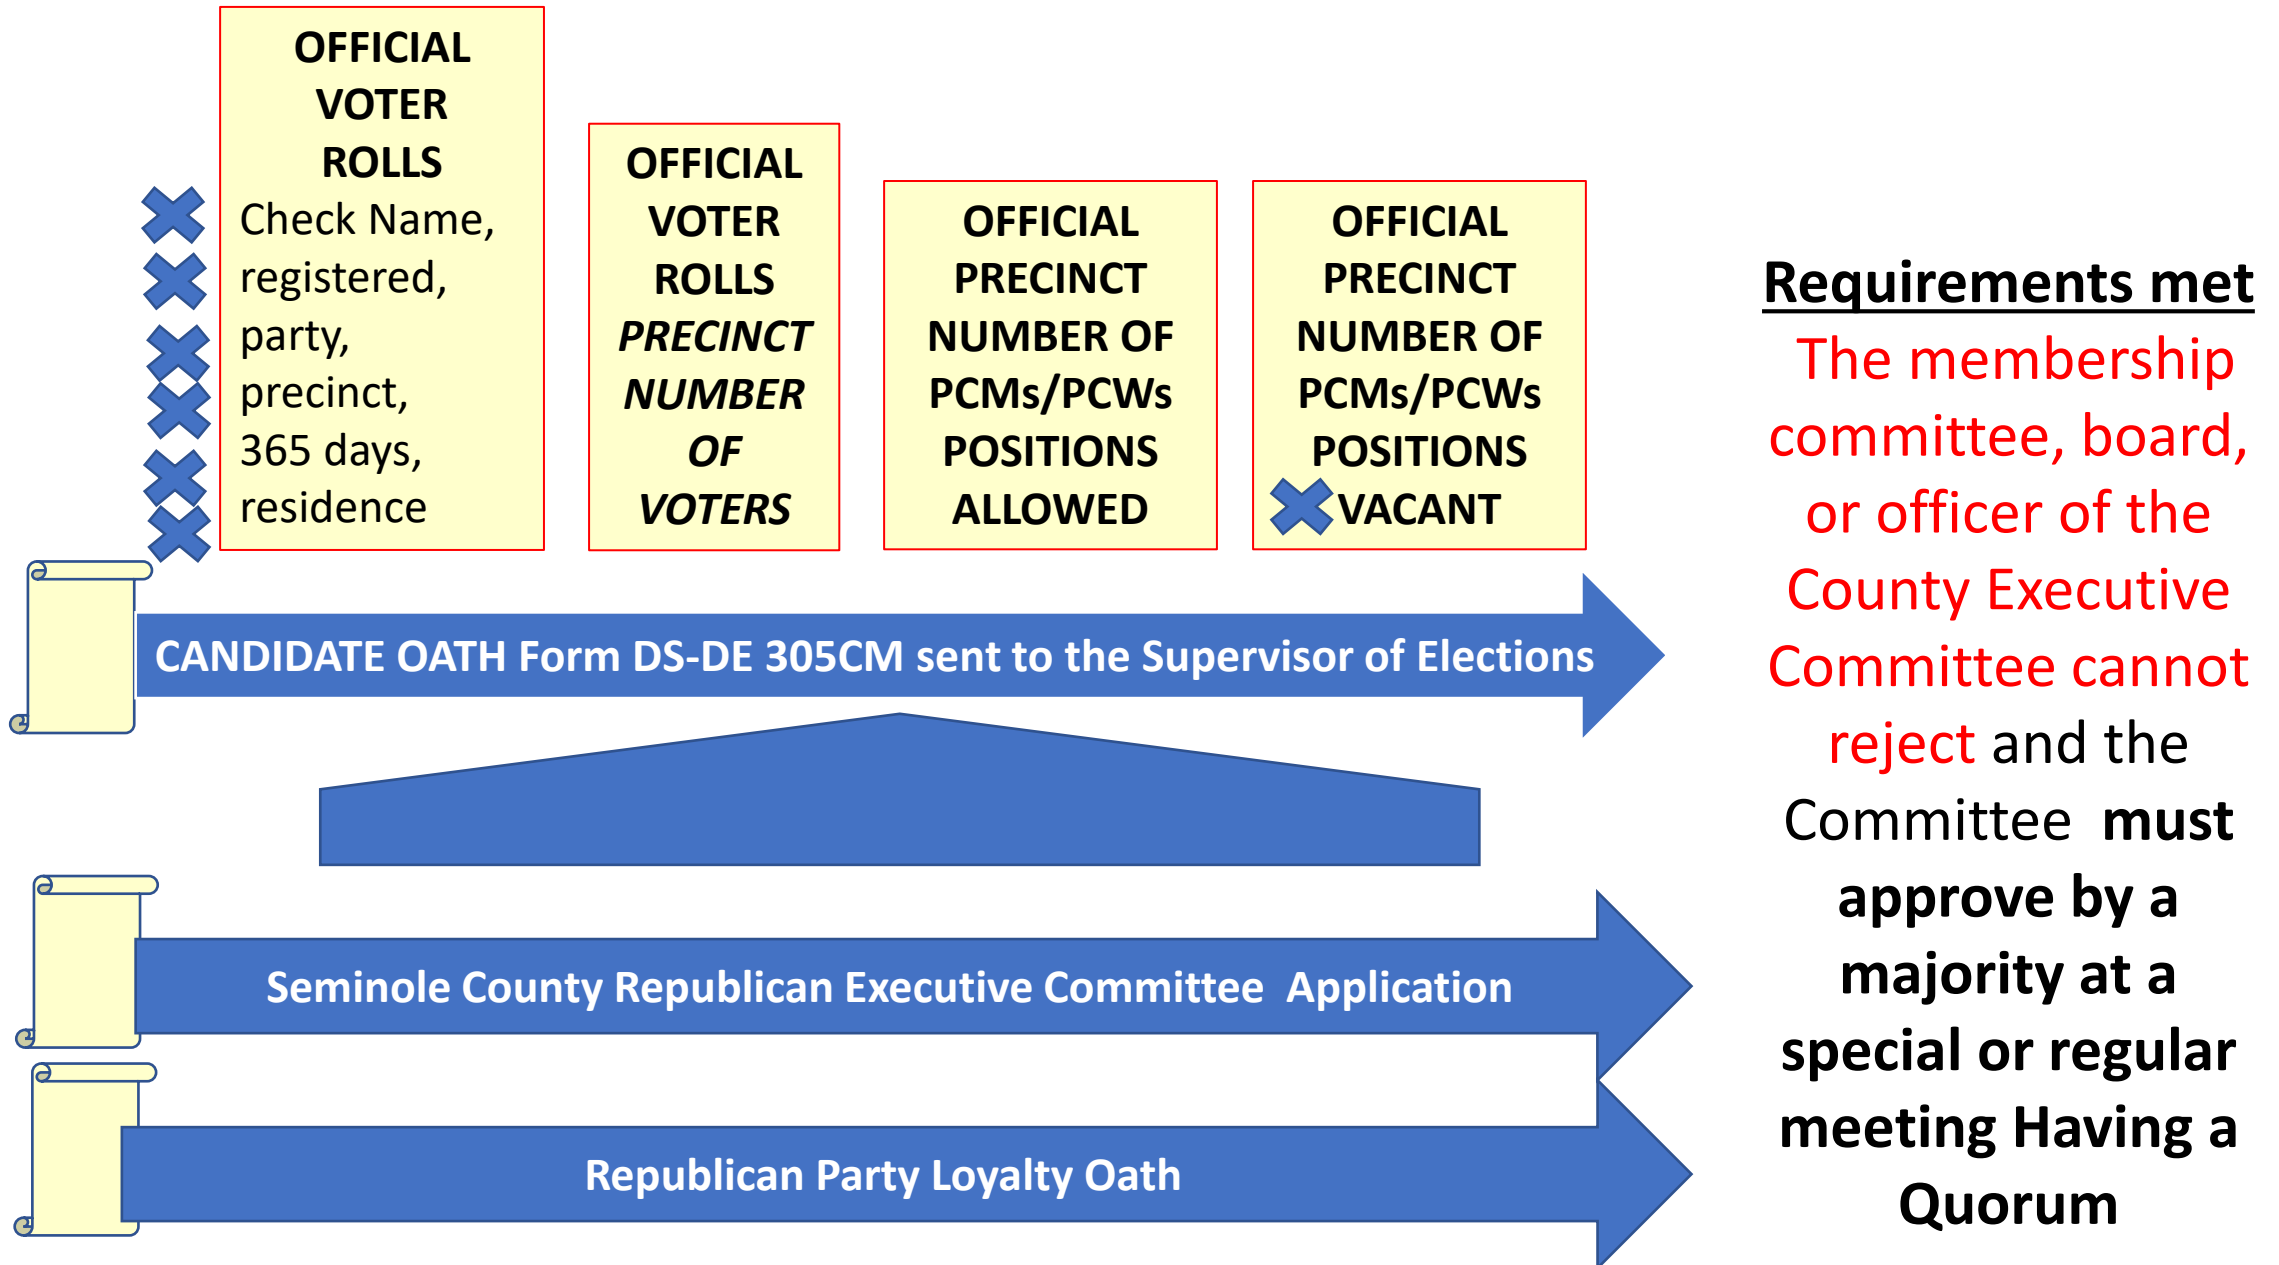 OFFICIAL
VOTER
ROLLS
Check Name,
registered,
party,
precinct,
365 days,
residence
OFFICIAL
VOTER
ROLLS
PRECINCT
NUMBER
OF
VOTERS
OFFICIAL
PRECINCT
NUMBER OF
PCMs/PCWs
POSITIONS
ALLOWED
OFFICIAL
PRECINCT
NUMBER OF
PCMs/PCWs
POSITIONS
VACANT
CANDIDATE OATH Form DS-DE 305CM sent to the Supervisor of Elections
Seminole County Republican Executive Committee  Application
Republican Party Loyalty Oath
Requirements met
The membership
committee, board,
or officer of the
County Executive
Committee cannot
reject and the
Committee  must
approve by a
majority at a
special or regular
meeting Having a
Quorum